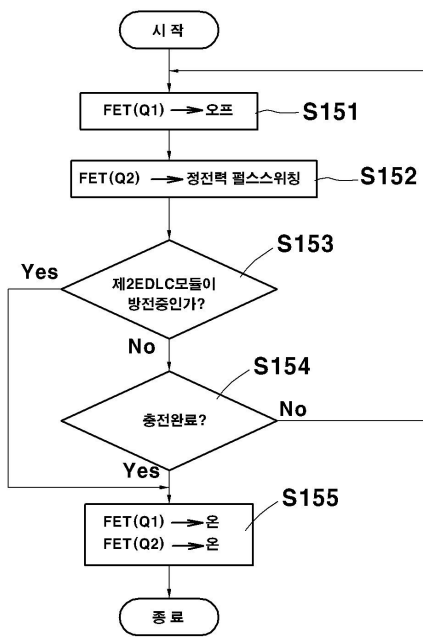 시 작
FET(Q1) → 오프
S151
FET(Q2) → 정전력 펄스스위칭
S152
S153
Yes
제2EDLC모듈이
방전중인가?
No
S154
충전완료?
No
Yes
S155
FET(Q1) → 온
FET(Q2) → 온
종 료